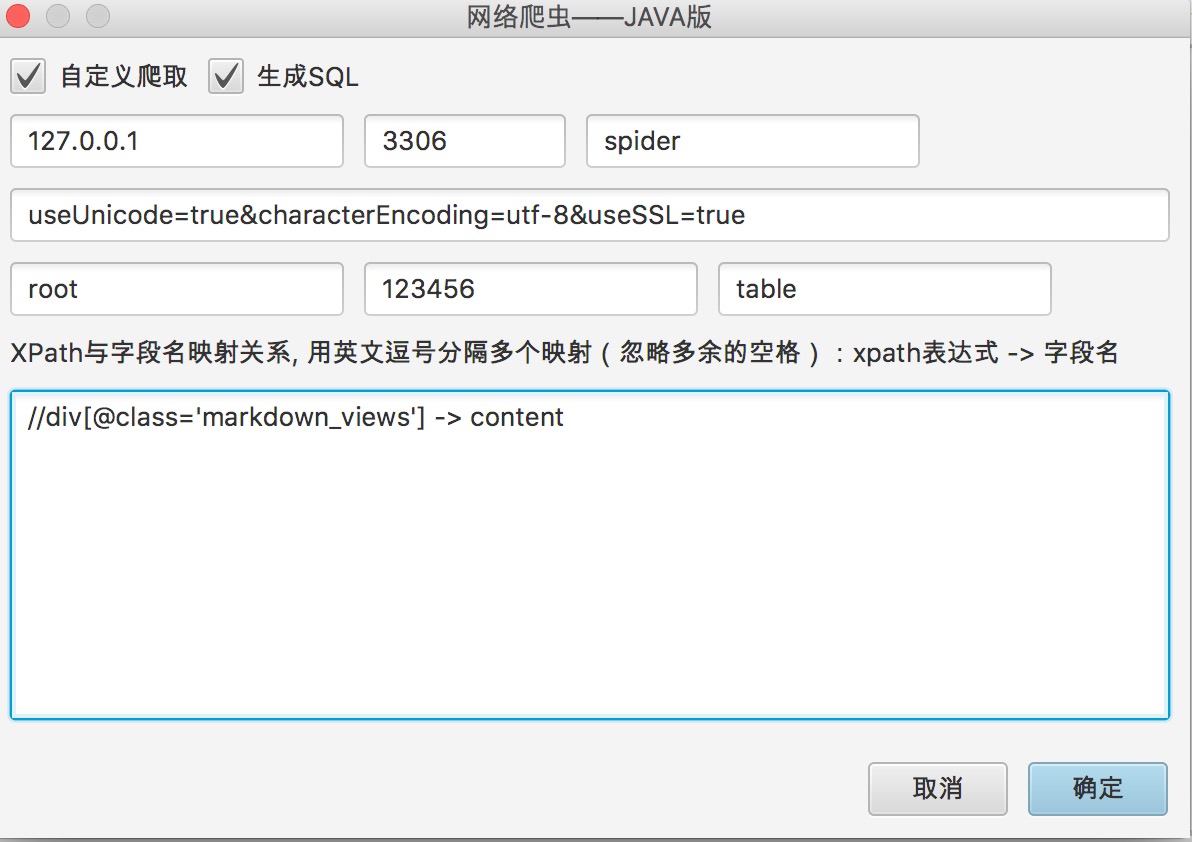 网络爬虫——JAVA版
自定义爬取 生成SQL
127.0.0.1 3306 spider
useUnicode=true&characterEncoding=utf-8&useSSL=true
root 123456 table
XPath与字段名映射关系, 用英文逗号分隔多个映射（忽略多余的空格）：xpath表达式 -> 字段名
//div[@class='markdown_views'] -> content
取消 确定